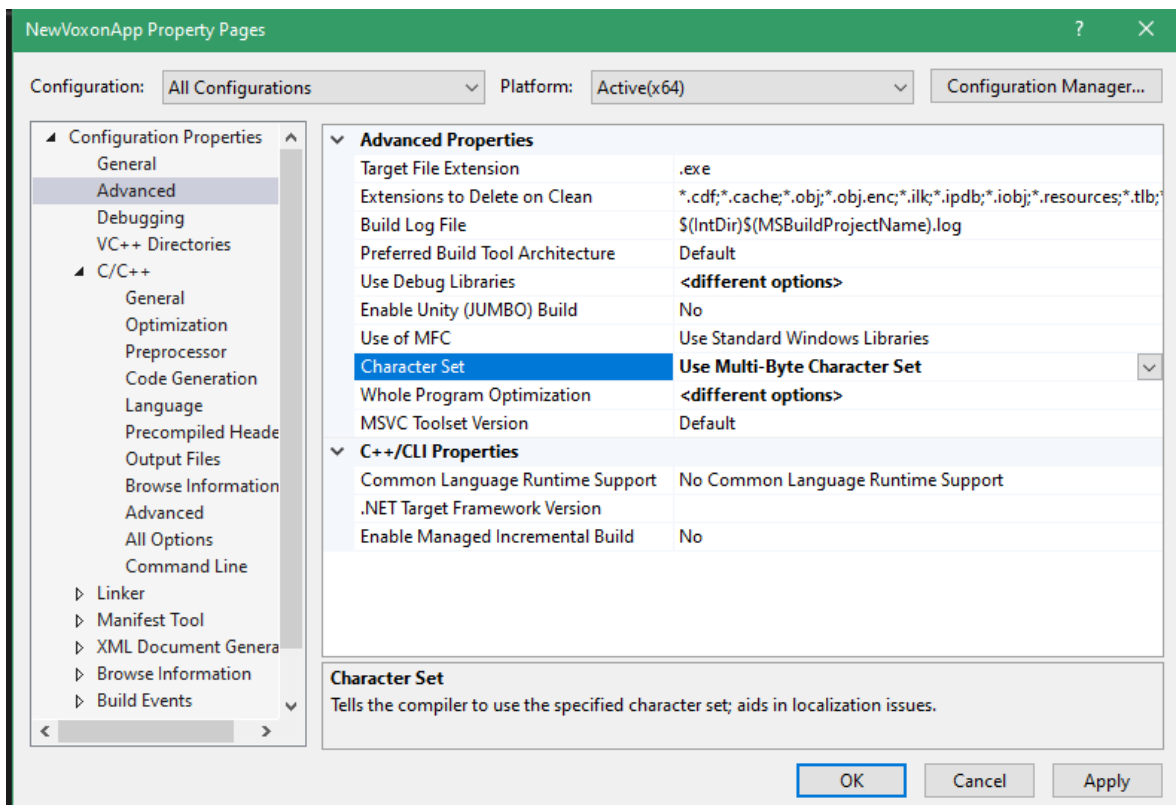 NewVoxonApp Property Pages ? ✕
Configuration: All Configurations Platform: Active(x64) Configuration Manager...
Configuration Properties
General
Advanced
Debugging
VC++ Directories
C/C++
General
Optimization
Preprocessor
Code Generation
Language
Precompiled Heade
Output Files
Browse Information
Advanced
All Options
Command Line
Linker
Manifest Tool
XML Document Genera
Browse Information
Build Events
Advanced Properties
Target File Extension .exe
Extensions to Delete on Clean *.cdf;*.cache;*.obj;*.obj.enc;*.ilk;*.ipdb;*.iobj;*.resources;*.tlb;*
Build Log File $(IntDir)$(MSBuildProjectName).log
Preferred Build Tool Architecture Default
Use Debug Libraries <different options>
Enable Unity (JUMBO) Build No
Use of MFC Use Standard Windows Libraries
Character Set Use Multi-Byte Character Set
Whole Program Optimization <different options>
MSVC Toolset Version Default
C++/CLI Properties
Common Language Runtime Support No Common Language Runtime Support
.NET Target Framework Version
Enable Managed Incremental Build No
Character Set
Tells the compiler to use the specified character set; aids in localization issues.
OK Cancel Apply